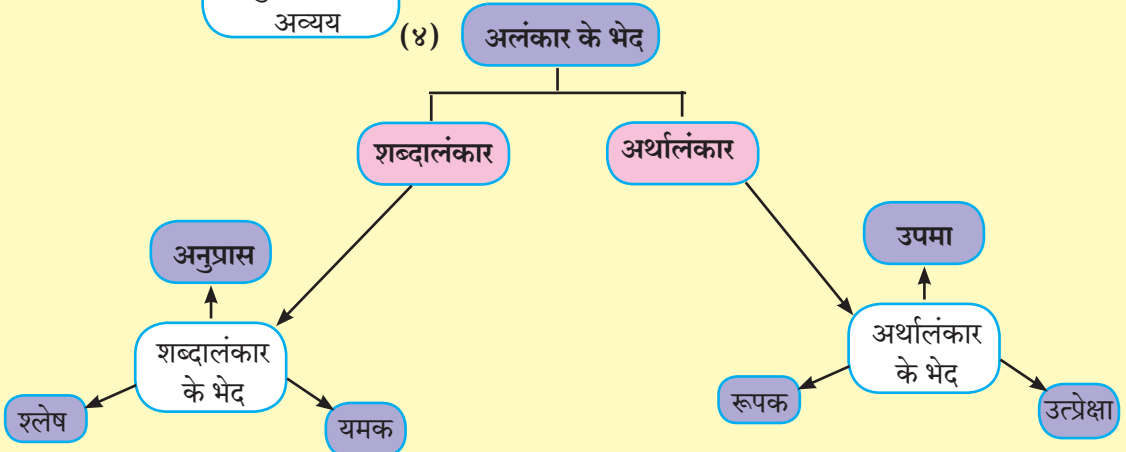 अव्यय
(४) अलंकार के भेद
शब्दालंकार
अर्थालंकार
अनुप्रास
उपमा
शब्दालंकार
के भेद
अर्थालंकार
के भेद
श्लेष
यमक
रूपक
उत्प्रेक्षा